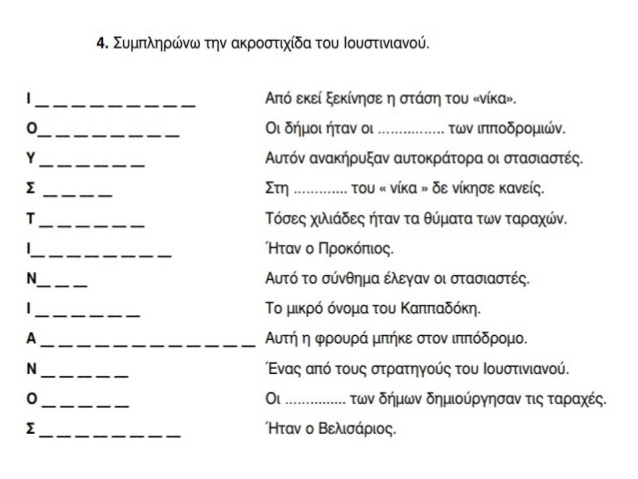 4. Συμπληρώνω την ακροστιχίδα του Ιουστινιανού.
Ι _ _ _ _ _ _ _ _ _ Από εκεί ξεκίνησε η στάση του «νίκα».
Ο_ _ _ _ _ _ _ _ Οι δήμοι ήταν οι ……..……… των ιπποδρομιών.
Υ _ _ _ _ _ _ Αυτόν ανακήρυξαν αυτοκράτορα οι στασιαστές.
Σ _ _ _ _ Στη ………... του « νίκα » δε νίκησε κανείς.
Τ _ _ _ _ _ _ Τόσες χιλιάδες ήταν τα θύματα των ταραχών.
Ι_ _ _ _ _ _ _ _ Ήταν ο Προκόπιος.
Ν_ _ _ Αυτό το σύνθημα έλεγαν οι στασιαστές.
Ι _ _ _ _ _ _ Το μικρό όνομα του Καππαδόκη.
Α _ _ _ _ _ _ _ _ _ _ _ _ Αυτή η φρουρά μπήκε στον ιππόδρομο.
Ν _ _ _ _ _ Ένας από τους στρατηγούς του Ιουστινιανού.
Ο _ _ _ _ _ Οι ……......... των δήμων δημιούργησαν τις ταραχές.
Σ _ _ _ _ _ _ _ _ Ήταν ο Βελισάριος.